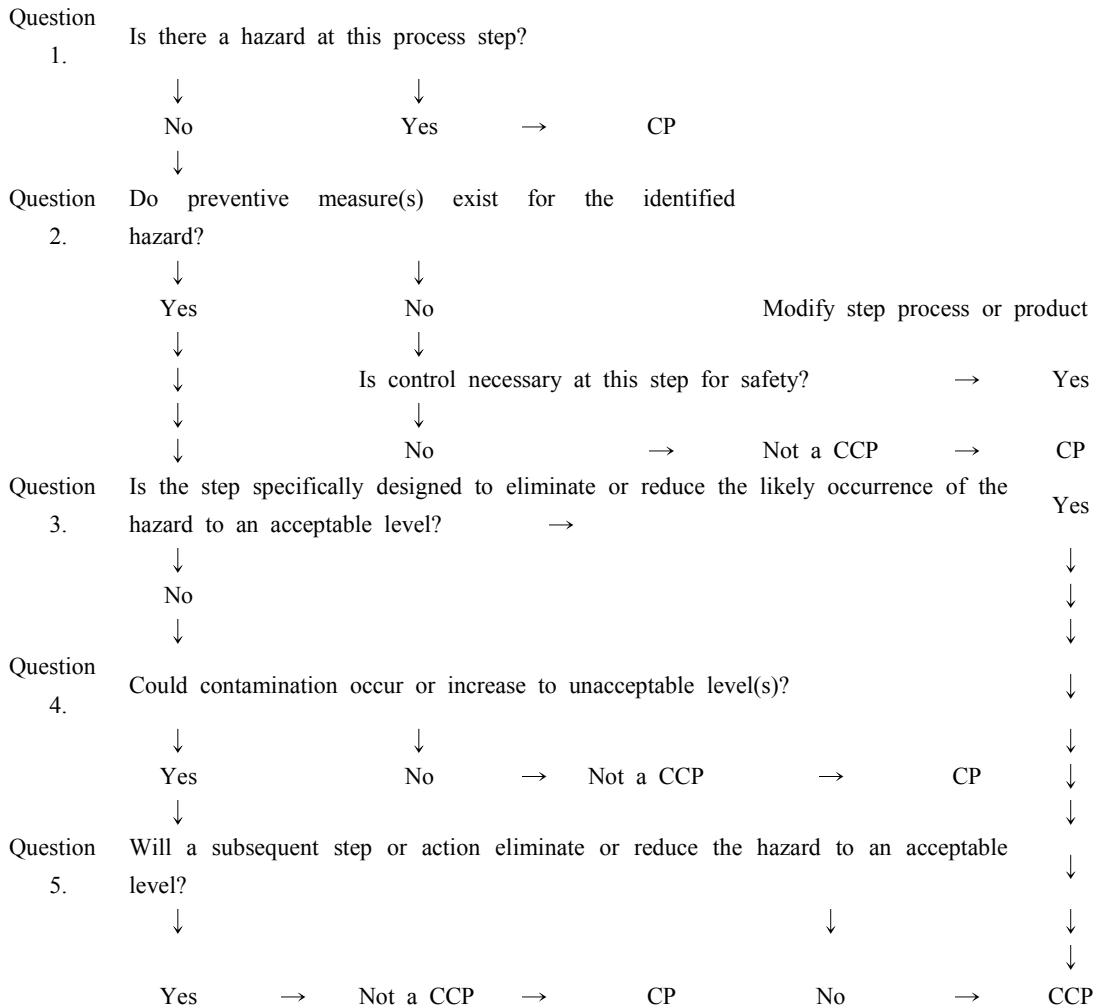 Question 1. Is there a hazard at this process step?
↓ ↓
No Yes → CP
↓
Question 2. Do preventive measure(s) exist for the identified hazard?
↓ ↓
Yes No Modify step process or product
↓ ↓
↓ Is control necessary at this step for safety? → Yes
↓ ↓
↓ No → Not a CCP → CP
Question 3. Is the step specifically designed to eliminate or reduce the likely occurrence of the hazard to an acceptable level? → Yes
↓ ↓
No ↓
↓ ↓
Question 4. Could contamination occur or increase to unacceptable level(s)? ↓
↓ ↓ ↓
Yes No → Not a CCP → CP ↓
↓ ↓
Question 5. Will a subsequent step or action eliminate or reduce the hazard to an acceptable level? ↓
↓ ↓ ↓
↓
Yes → Not a CCP → CP No → CCP